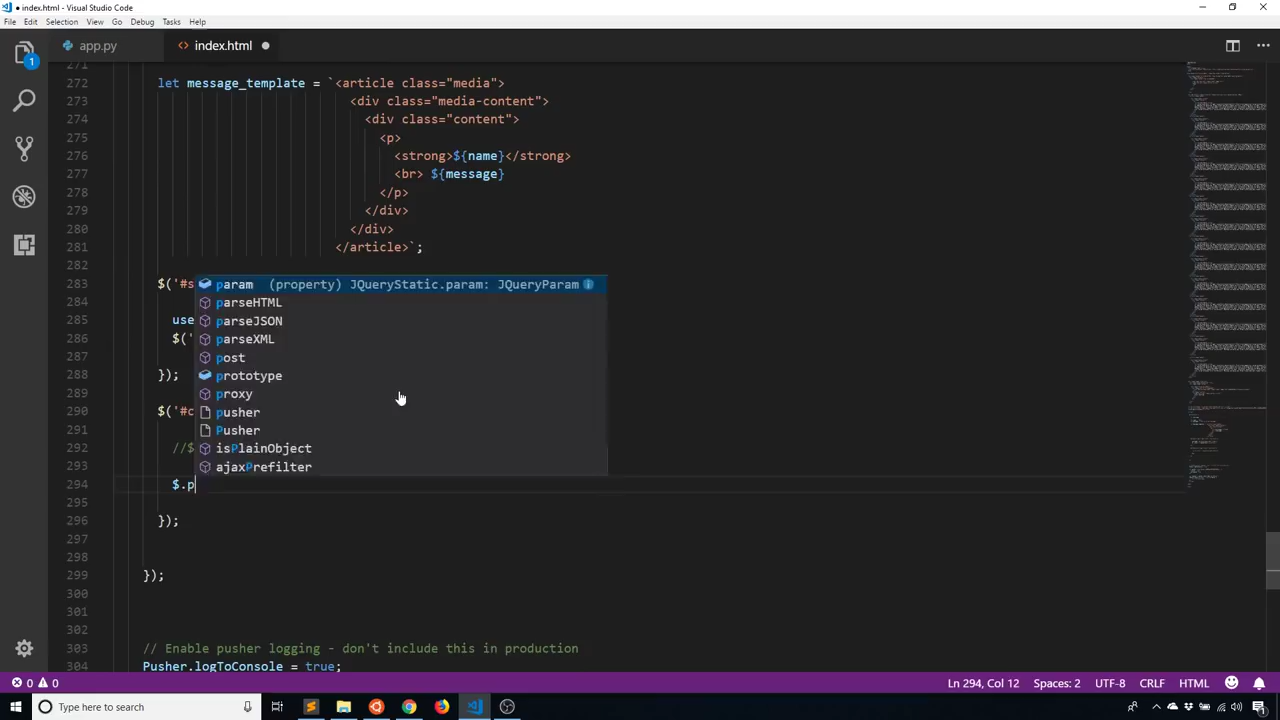 index.html - Visual Studio Code
File Edit Selection View Go Debug Tasks Help
app.py index.html
1
271
272 let message_template = `<article class="media">
273 <div class="media-content">
274 <div class="content">
275 <p>
276 <strong>${name}</strong>
277 <br> ${message}
278 </p>
279 </div>
280 </div>
281 </article>`;
282
283 $('#s
284
285 use
286 $('
287
288 });
289
290 $('#c
291
292 //$
293
294 $.p
295
296 });
297
298
299 });
300
301
302
303 // Enable pusher logging - don't include this in production
304 Pusher.logToConsole = true;
param (property) JQueryStatic.param: JQueryParam
parseHTML
parseJSON
parseXML
post
prototype
proxy
pusher
Pusher
isPlainObject
ajaxPrefilter
0 0 Ln 294, Col 12 Spaces: 2 UTF-8 CRLF HTML
Type here to search
1